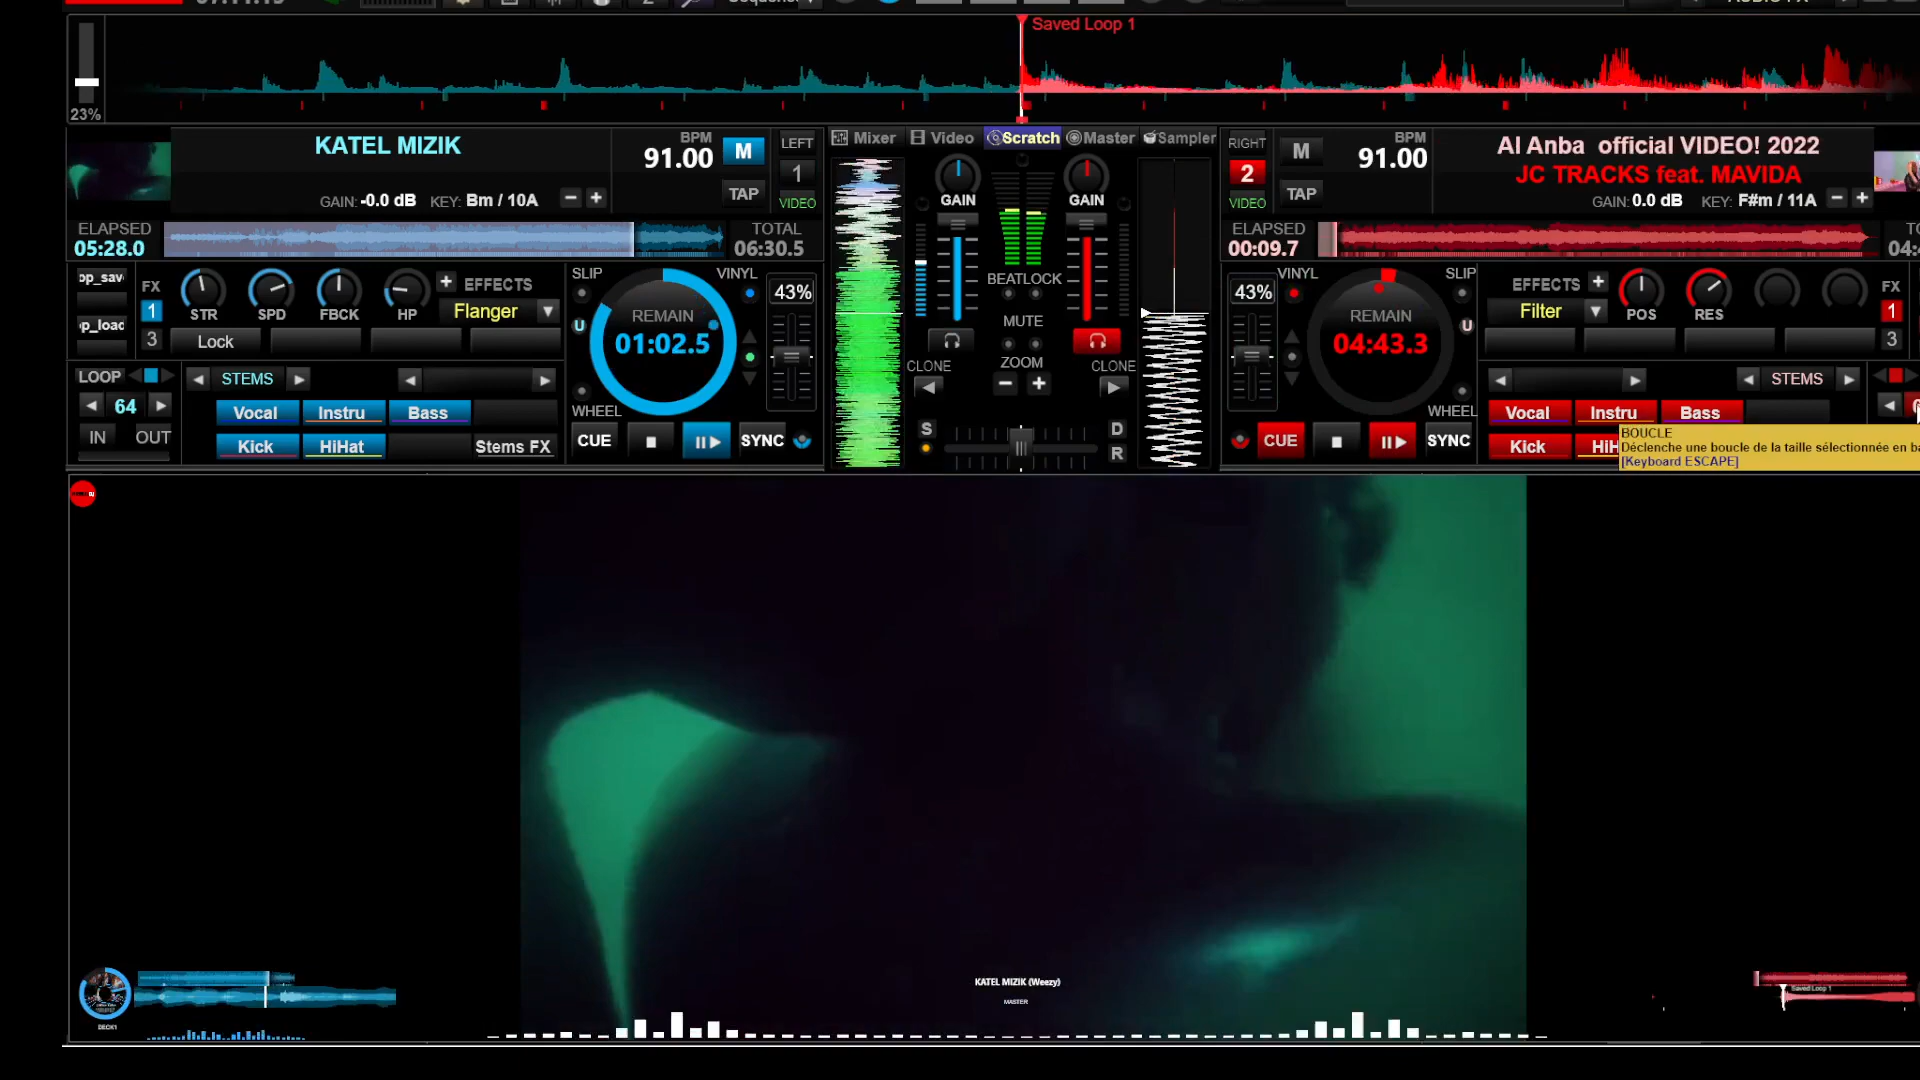 Saved Loop 1
23%
KATEL MIZIK
BPM
91.00
M
TAP
LEFT
1
VIDEO
GAIN: -0.0 dB KEY: Bm / 10A
ELAPSED
05:28.0
TOTAL
06:30.5
Mixer Video Scratch Master Sampler
GAIN GAIN
BEATLOCK
MUTE
ZOOM
CLONE CLONE
S D
R
RIGHT
2
VIDEO
M
TAP
BPM
91.00
Al Anba official VIDEO! 2022
JC TRACKS feat. MAVIDA
GAIN: 0.0 dB KEY: F#m / 11A
ELAPSED
00:09.7
FX
1
3
STR SPD FBCK HP
EFFECTS
Flanger
Lock
SLIP VINYL
43%
U
REMAIN
01:02.5
WHEEL
CUE SYNC
LOOP
64
IN OUT
STEMS
Vocal Instru Bass
Kick HiHat Stems FX
43%
VINYL SLIP
U
REMAIN
04:43.3
WHEEL
CUE SYNC
EFFECTS
Filter
POS RES
FX
1
3
STEMS
Vocal Instru Bass
Kick
BOUCLE
Déclenche une boucle de la taille sélectionnée en
[Keyboard ESCAPE]
KATEL MIZIK (Weezy)
MASTER
DECK1
Saved Loop 1